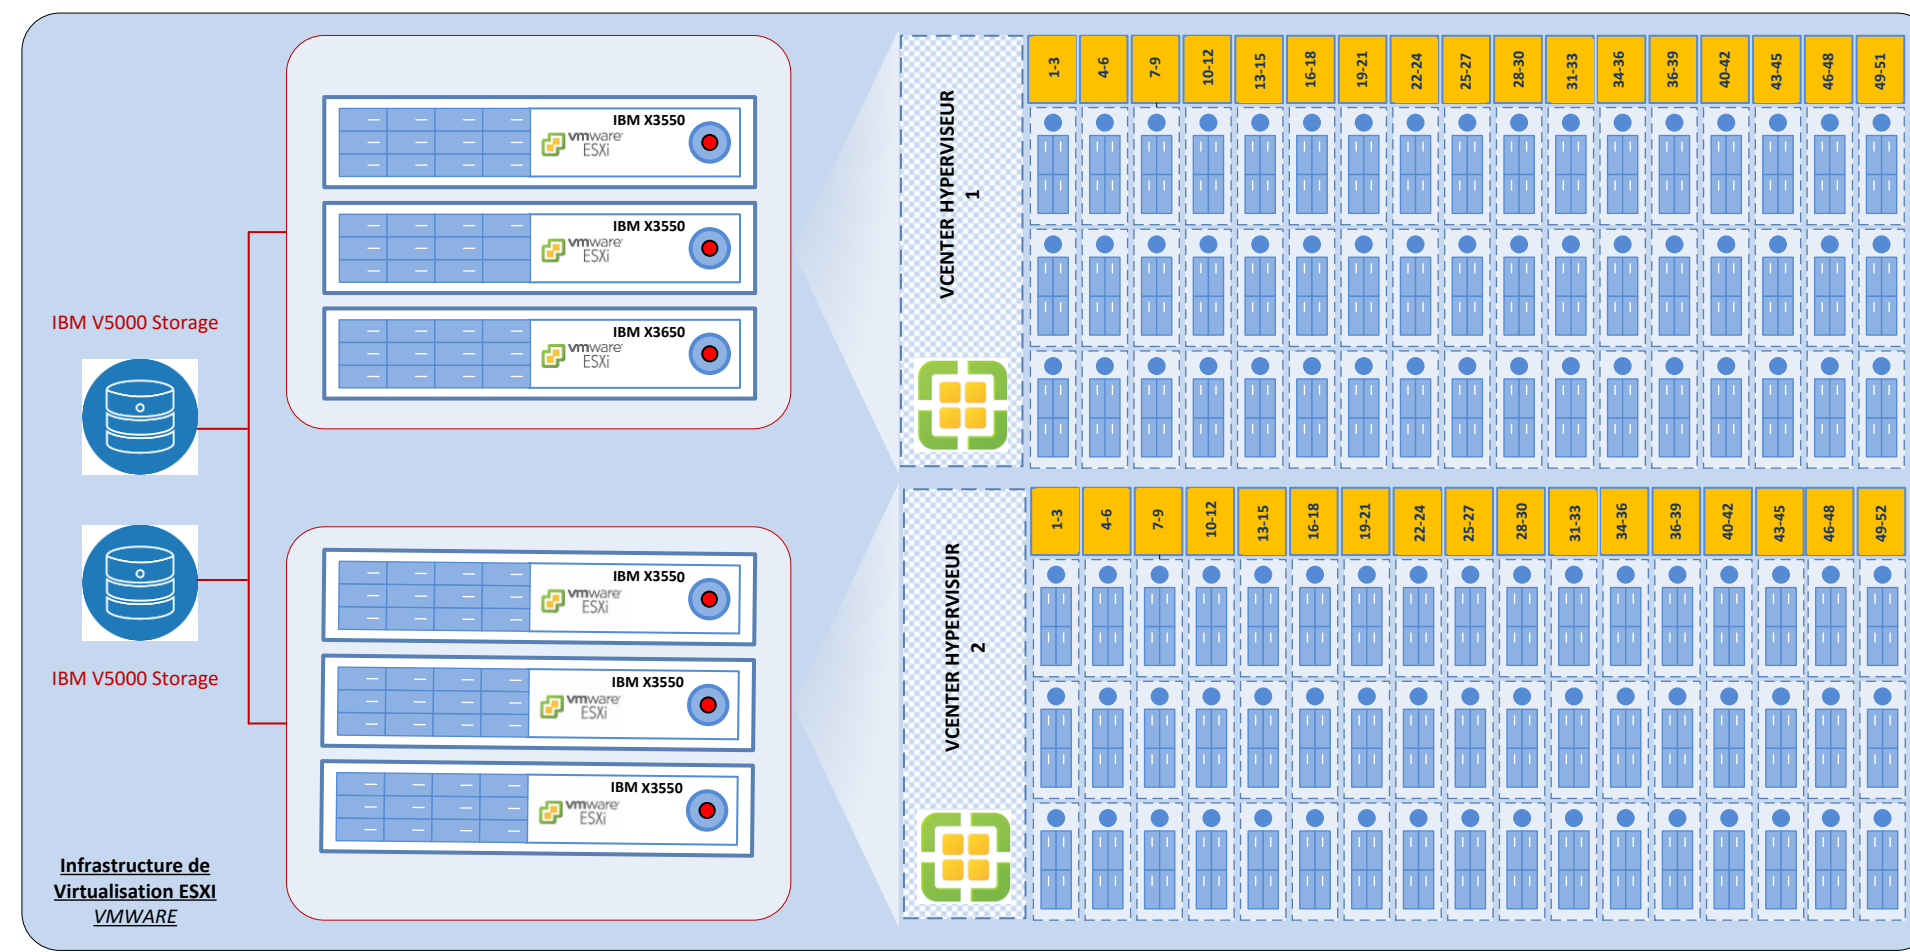 IBM X3550
vmware
ESXi
IBM X3550
vmware
ESXi
IBM X3650
vmware
ESXi
IBM V5000 Storage
IBM V5000 Storage
IBM X3550
vmware
ESXi
IBM X3550
vmware
ESXi
IBM X3550
vmware
ESXi
Infrastructure de
Virtualisation ESXI
VMWARE
VCENTER HYPERVISEUR
1
1-3
4-6
7-9
10-12
13-15
16-18
19-21
22-24
25-27
28-30
31-33
34-36
36-39
40-42
43-45
46-48
49-51
VCENTER HYPERVISEUR
2
1-3
4-6
7-9
10-12
13-15
16-18
19-21
22-24
25-27
28-30
31-33
34-36
36-39
40-42
43-45
46-48
49-52